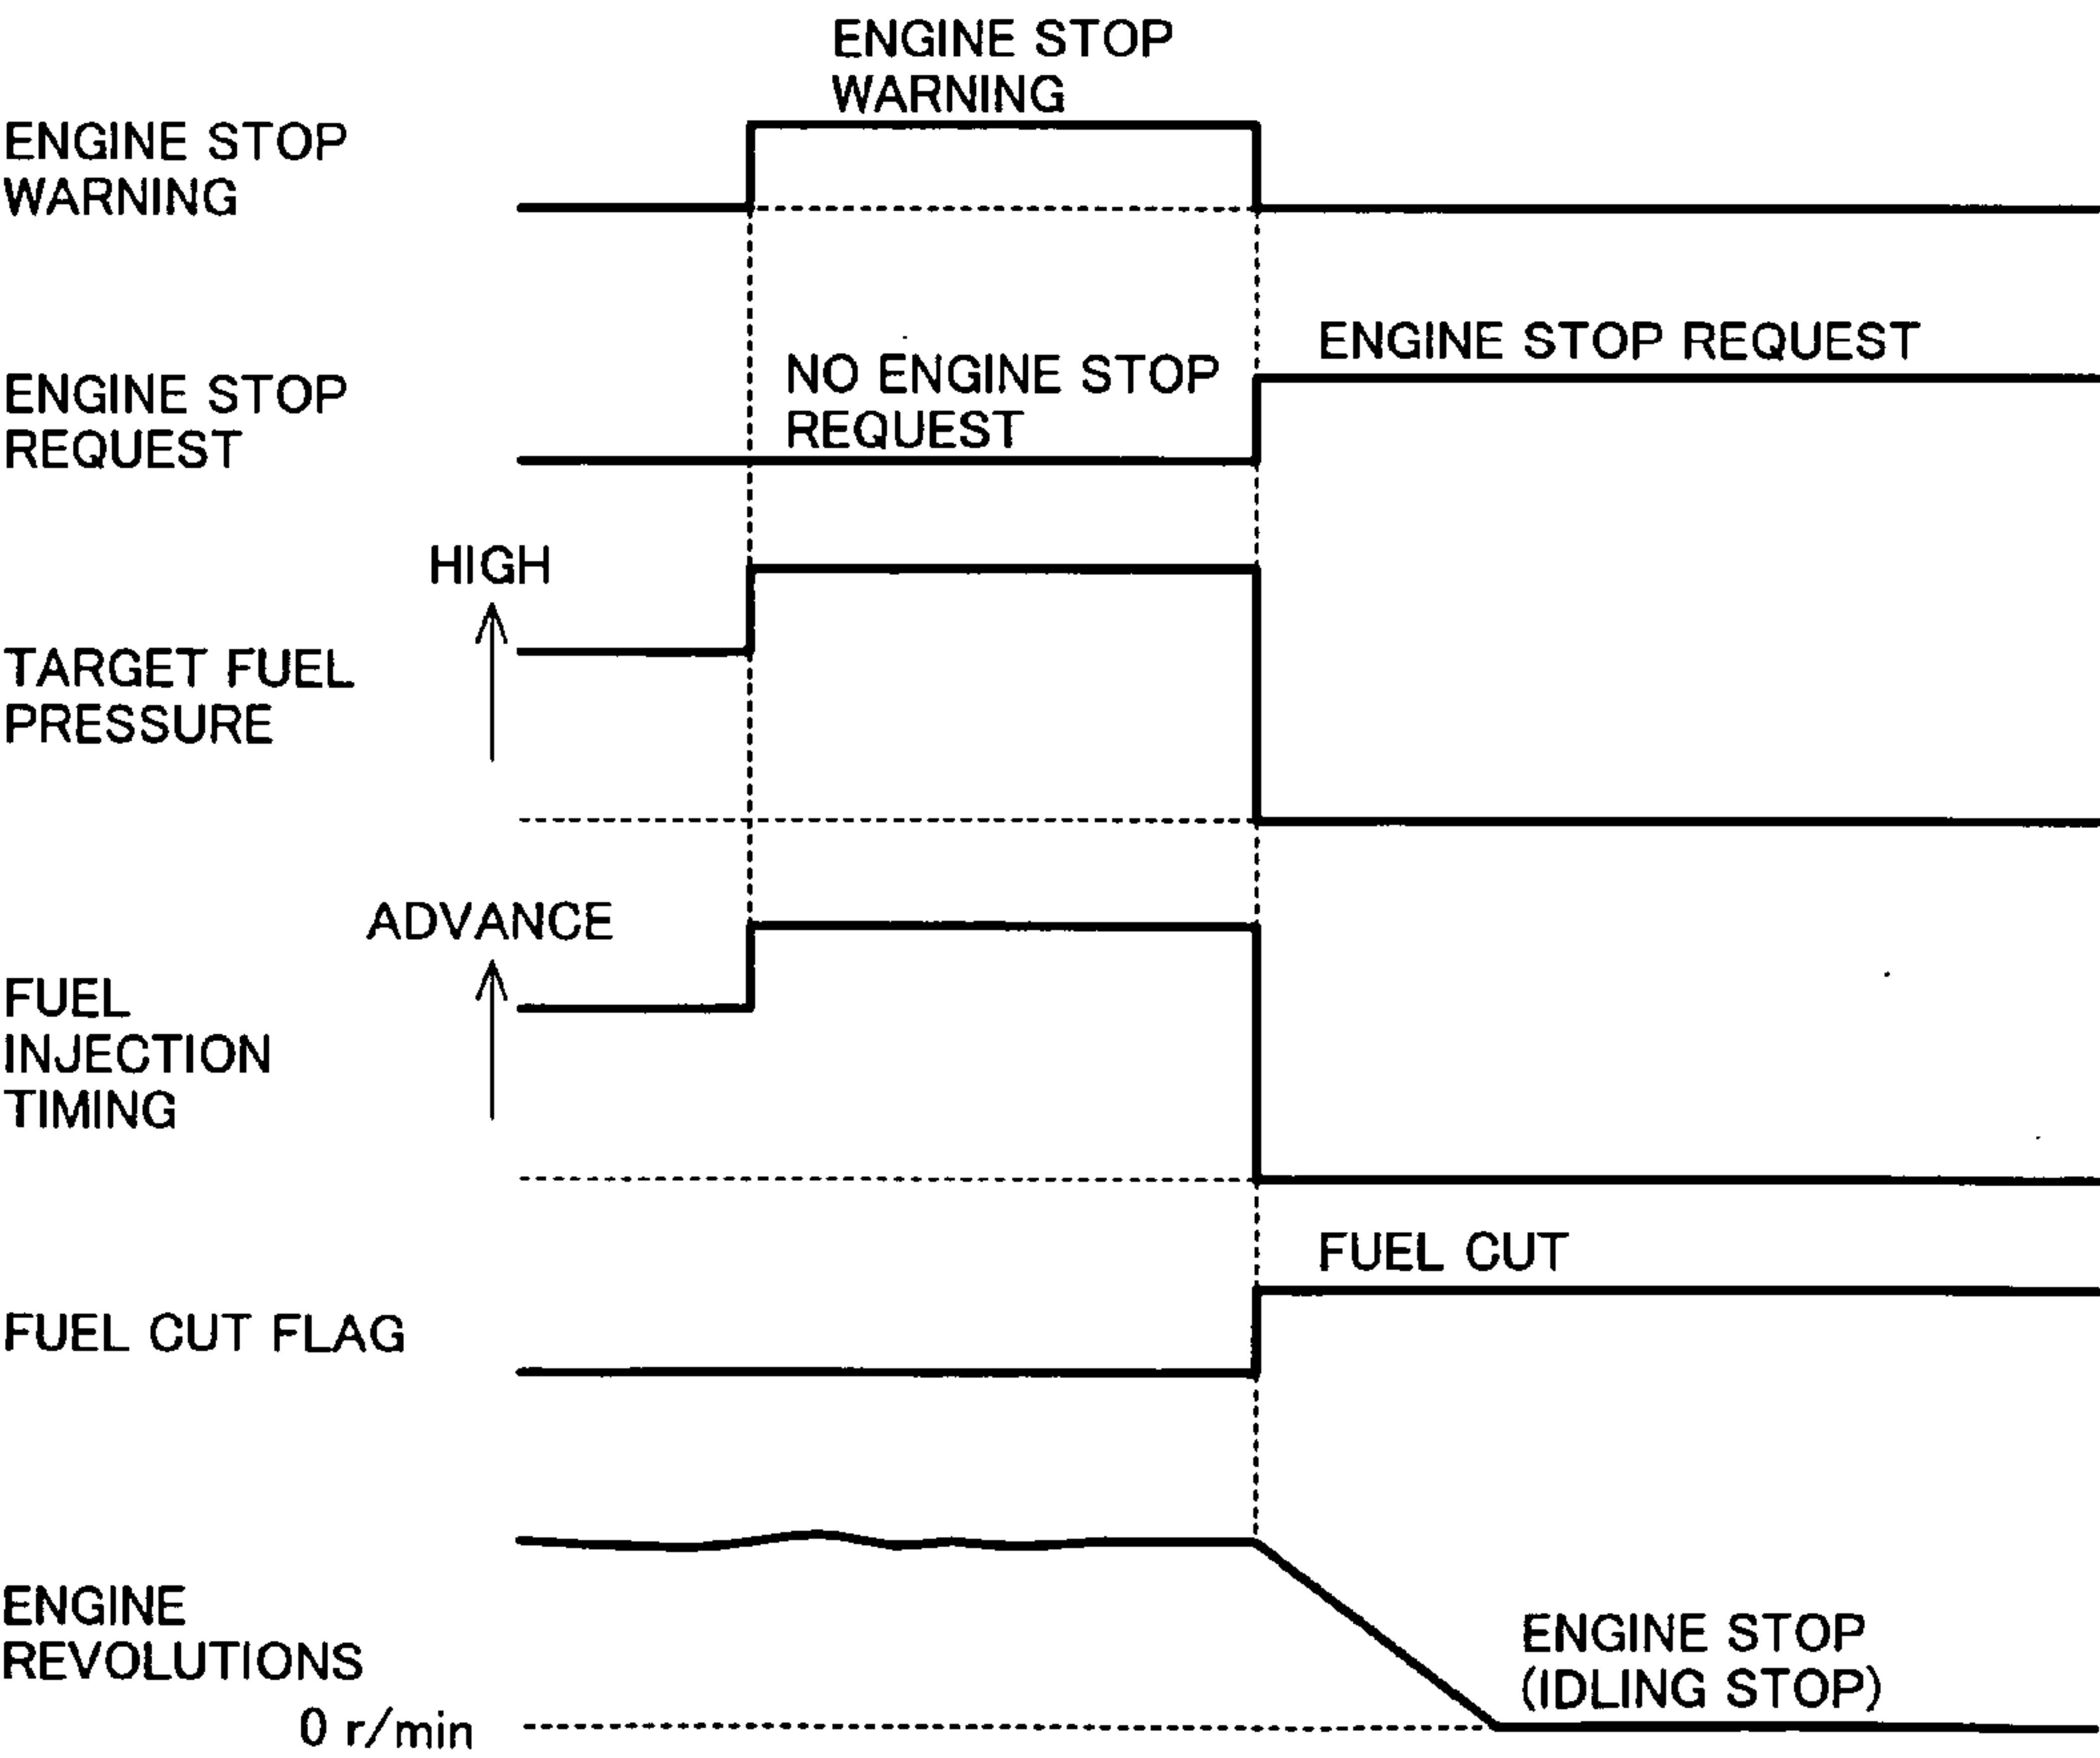 ENGINE STOP
WARNING
ENGINE STOP
WARNING
ENGINE STOP REQUEST
NO ENGINE STOP
REQUEST
ENGINE STOP
REQUEST
HIGH
TARGET FUEL
PRESSURE
ADVANCE
FUEL
INJECTION
TIMING
FUEL CUT
FUEL CUT FLAG
ENGINE
REVOLUTIONS
ENGINE STOP
(IDLING STOP)
0 r/min